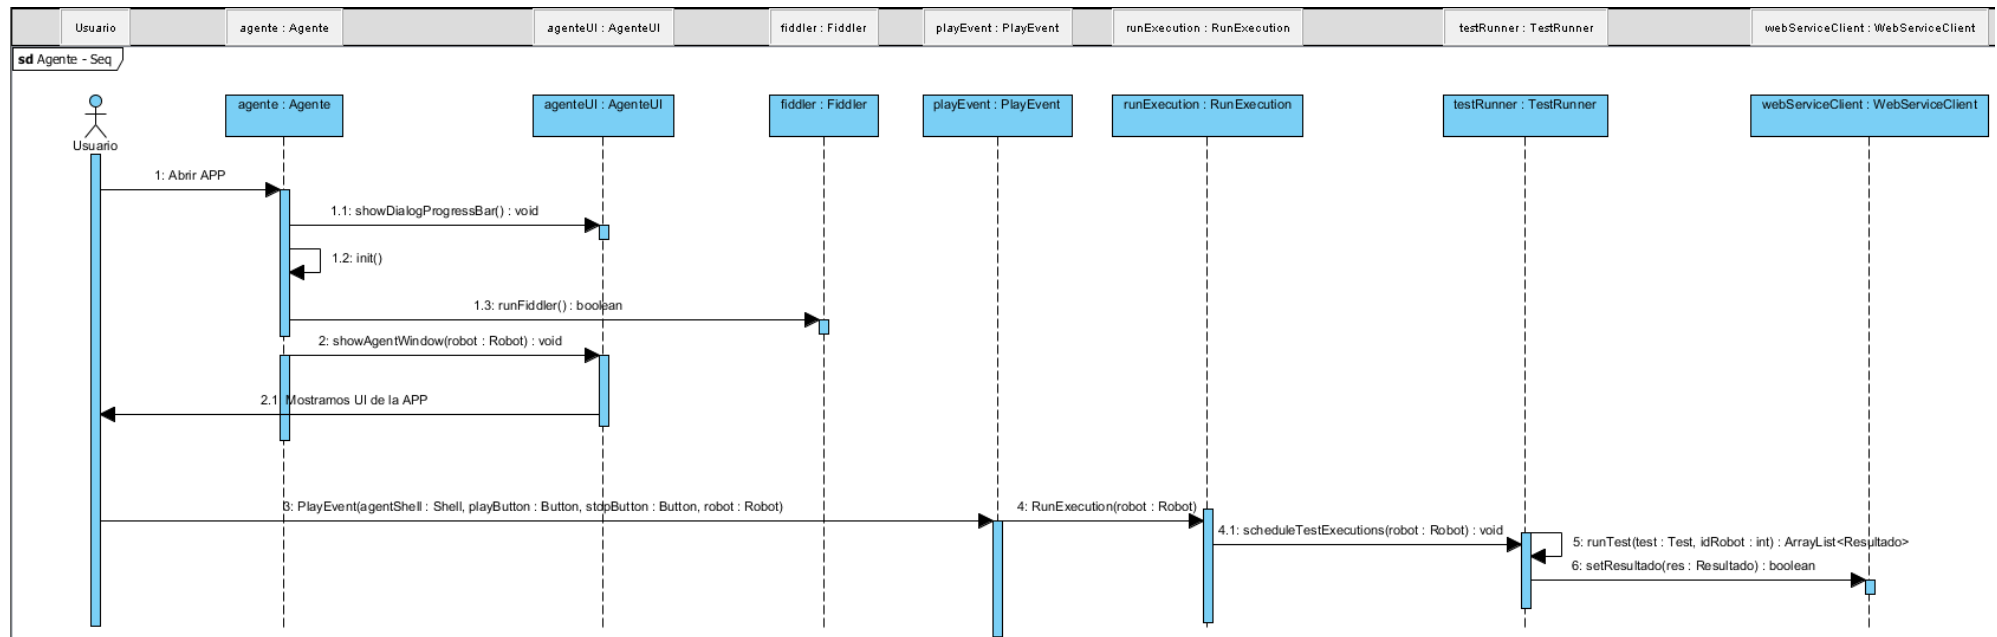 Usuario
agente : Agente
agenteUI : AgenteUI
fiddler : Fiddler
playEvent : PlayEvent
runExecution : RunExecution
testRunner : TestRunner
webServiceClient : WebServiceClient
sd Agente - Seq
agente : Agente
agenteUI : AgenteUI
fiddler : Fiddler
playEvent : PlayEvent
runExecution : RunExecution
testRunner : TestRunner
webServiceClient : WebServiceClient
Usuario
1: Abrir APP
1.1: showDialogProgressBar() : void
1.2: init()
1.3: runFiddler() : boolean
2: showAgentWindow(robot : Robot) : void
2.1: Mostramos UI de la APP
3: PlayEvent(agentShell : Shell, playButton : Button, stopButton : Button, robot : Robot)
4: RunExecution(robot : Robot)
4.1: scheduleTestExecutions(robot : Robot) : void
5: runTest(test : Test, idRobot : int) : ArrayList<Resultado>
6: setResultado(res : Resultado) : boolean